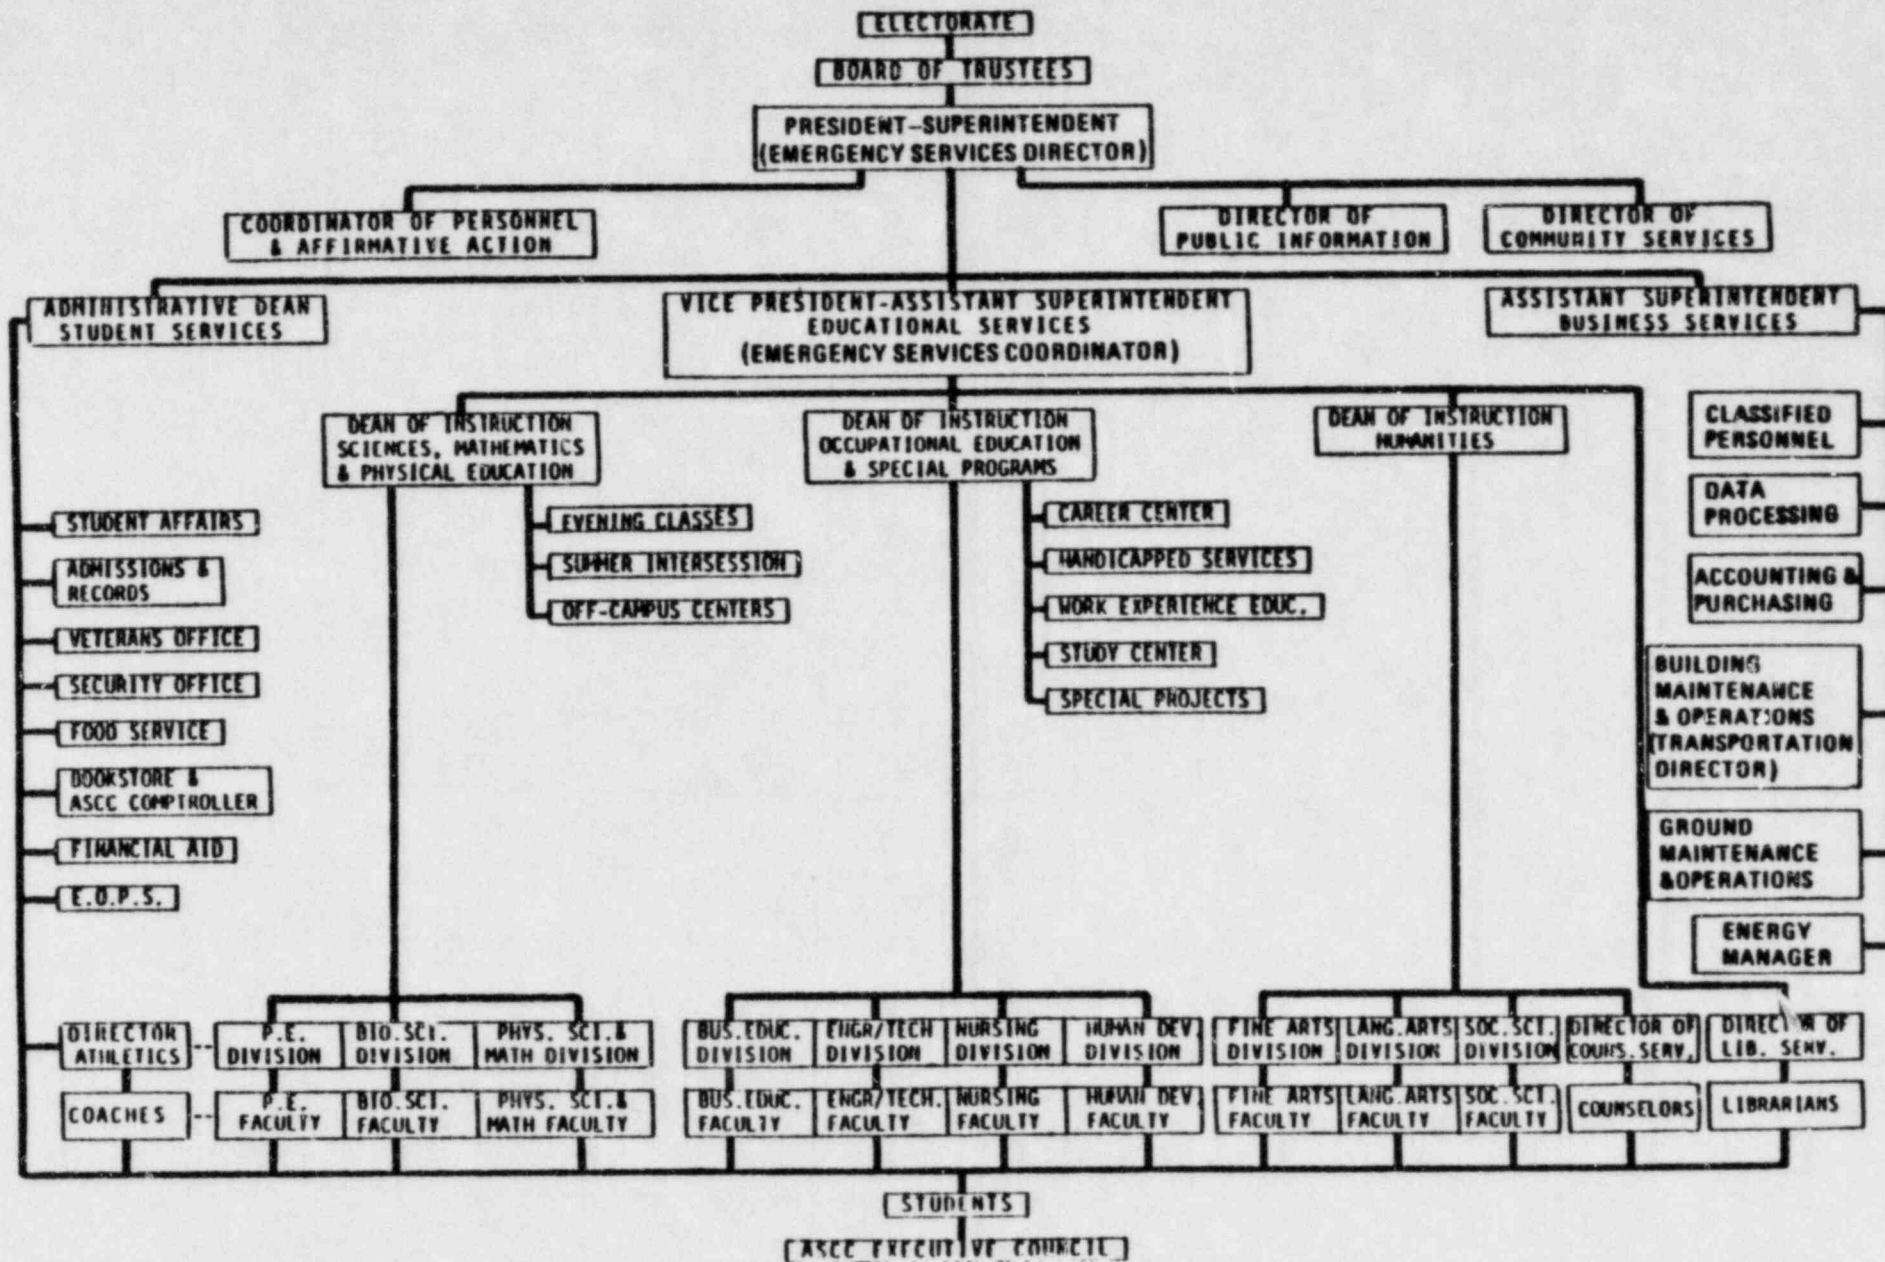 ELECTORATE
BOARD OF TRUSTEES
PRESIDENT-SUPERINTENDENT
(EMERGENCY SERVICES DIRECTOR)
COORDINATOR OF PERSONNEL
& AFFIRMATIVE ACTION
DIRECTOR OF
PUBLIC INFORMATION
DIRECTOR OF
COMMUNITY SERVICES
ADMINISTRATIVE DEAN
STUDENT SERVICES
VICE PRESIDENT-ASSISTANT SUPERINTENDENT
EDUCATIONAL SERVICES
(EMERGENCY SERVICES COORDINATOR)
ASSISTANT SUPERINTENDENT
BUSINESS SERVICES
DEAN OF INSTRUCTION
SCIENCES, MATHEMATICS
& PHYSICAL EDUCATION
DEAN OF INSTRUCTION
OCCUPATIONAL EDUCATION
& SPECIAL PROGRAMS
DEAN OF INSTRUCTION
HUMANITIES
CLASSIFIED
PERSONNEL
DATA
PROCESSING
ACCOUNTING &
PURCHASING
BUILDING
MAINTENANCE
& OPERATIONS
(TRANSPORTATION
DIRECTOR)
GROUND
MAINTENANCE
&OPERATIONS
ENERGY
MANAGER
STUDENT AFFAIRS
ADMISSIONS &
RECORDS
VETERANS OFFICE
SECURITY OFFICE
FOOD SERVICE
BOOKSTORE &
ASCC COMPTROLLER
FINANCIAL AID
E.O.P.S.
EVENING CLASSES
SUMMER INTERSESSION
OFF-CAMPUS CENTERS
CAREER CENTER
HANDICAPPED SERVICES
WORK EXPERIENCE EDUC.
STUDY CENTER
SPECIAL PROJECTS
DIRECTOR
ATHLETICS
P.E.
DIVISION
BIO.SCI.
DIVISION
PHYS. SCI.&
MATH DIVISION
BUS.EDUC.
DIVISION
ENGR/TECH
DIVISION
NURSING
DIVISION
HUMAN DEV.
DIVISION
FINE ARTS
DIVISION
LANG.ARTS
DIVISION
SOC.SCI.
DIVISION
DIRECTOR OF
COUNS.SERV.
DIRECTOR OF
LIB. SERV.
COACHES
P.E.
FACULTY
BIO.SCI.
FACULTY
PHYS. SCI.&
MATH FACULTY
BUS.EDUC.
FACULTY
ENGR/TECH.
FACULTY
NURSING
FACULTY
HUMAN DEV
FACULTY
FINE ARTS
FACULTY
LANG.ARTS
FACULTY
SOC.SCI.
FACULTY
COUNSELORS
LIBRARIANS
STUDENTS
ASCC EXECUTIVE COUNCIL